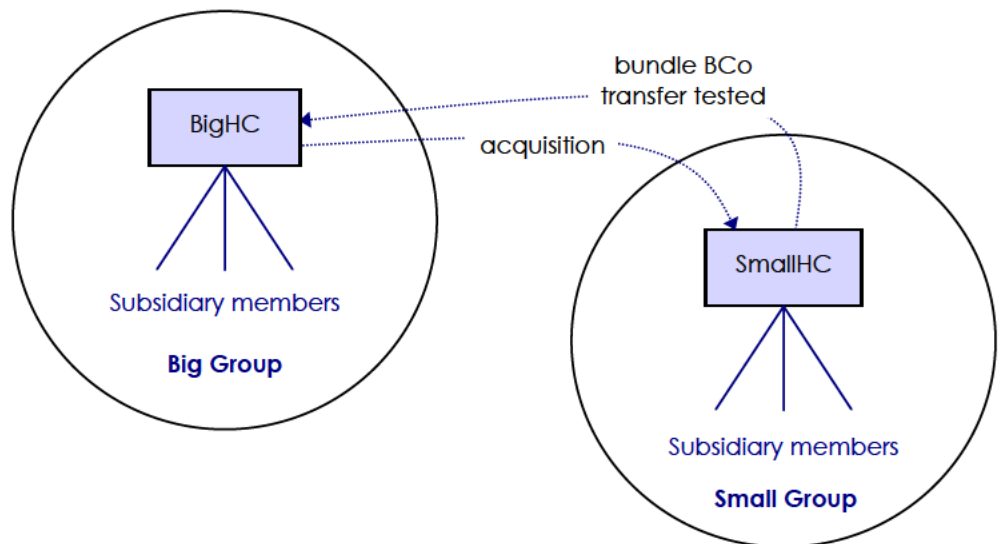 bundle BCo
transfer tested
BigHC
acquisition
SmallHC
Subsidiary members
Big Group
Subsidiary members
Small Group